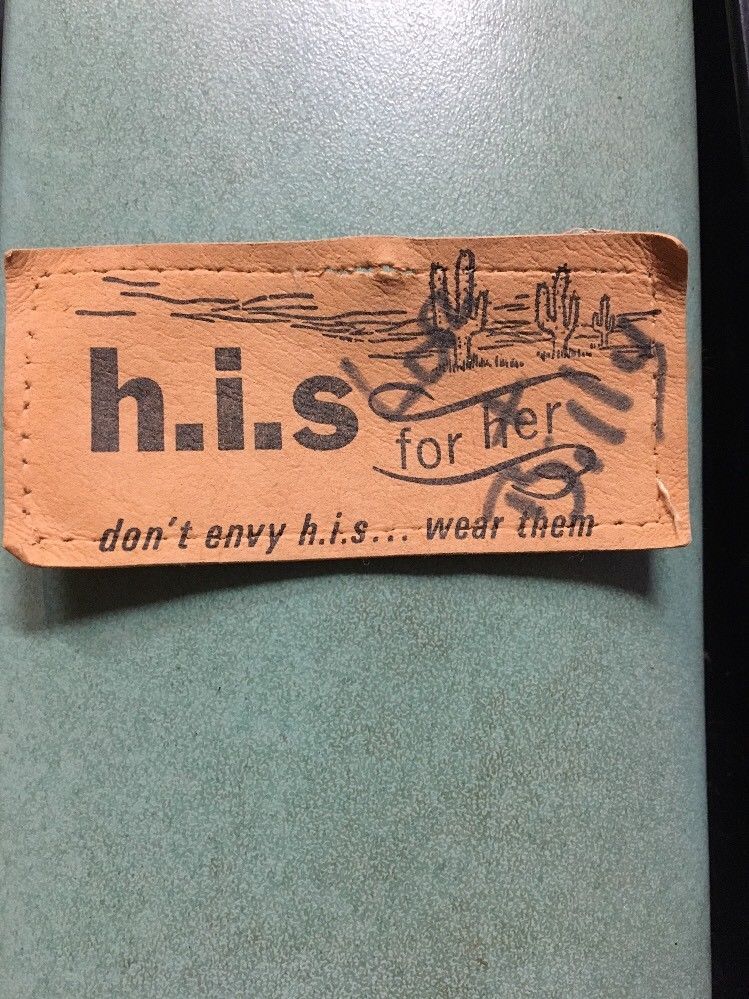 h.i.s
for her
don't envy h.i.s... wear them